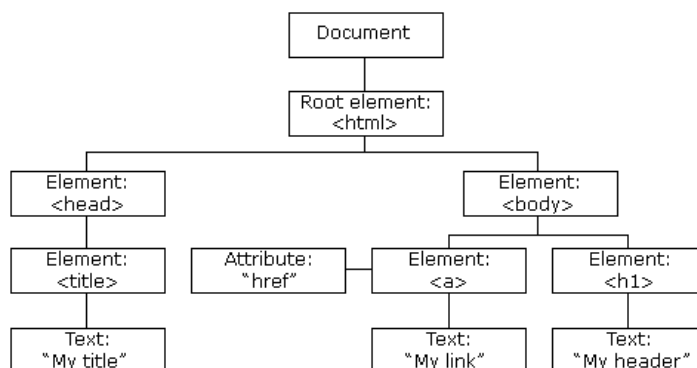 Document
Root element:
<html>
Element:
<head>
Element:
<body>
Element:
<title>
Attribute:
“href”
Element:
<a>
Element:
<h1>
Text:
“My title”
Text:
“My link”
Text:
“My header”